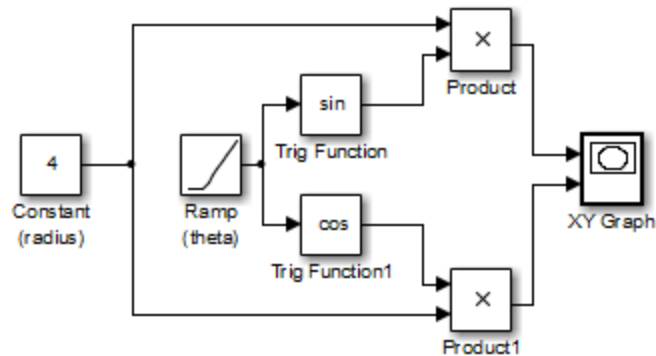 ×
Product
sin
Trig Function
4
Constant
(radius)
Ramp
(theta)
XY Graph
cos
Trig Function1
×
Product1